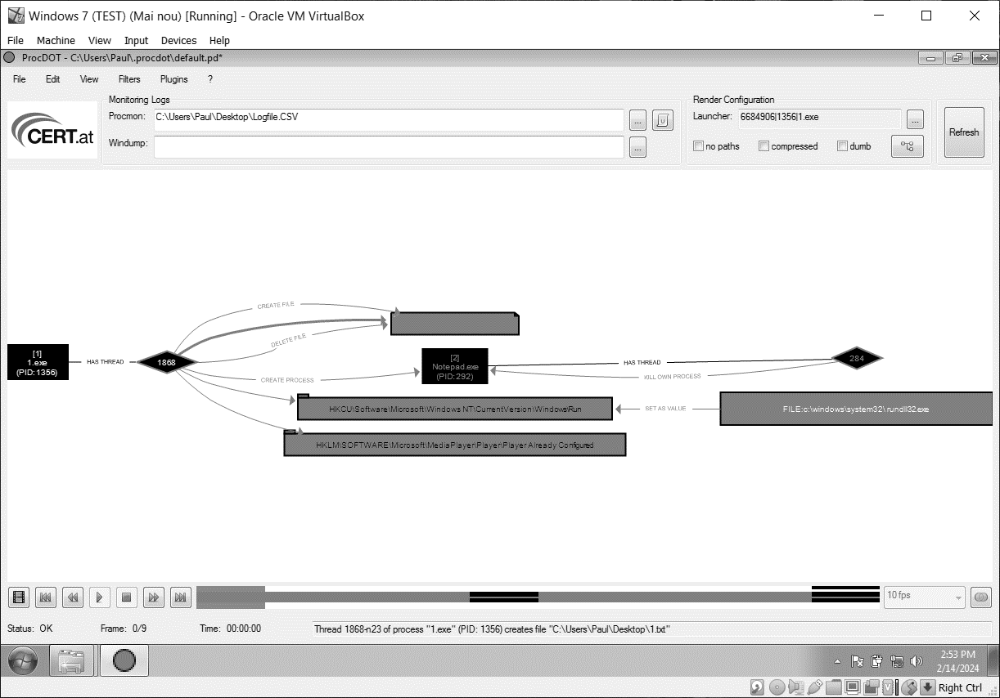 Windows 7 (TEST) (Mai nou) [Running] - Oracle VM VirtualBox
File Machine View Input Devices Help
ProcDOT - C:\Users\Paul\.procdot\default.pd*
File Edit View Filters Plugins ?
Monitoring Logs
Render Configuration
CERT.at
Procmon: C:\Users\Paul\Desktop\Logfile.CSV ...
Launcher: 6684906|1356|1.exe ...
Windump: ...
no paths compressed dumb
Refresh
CREATE FILE
DELETE FILE
[1]
1.exe
(PID: 1356)
HAS THREAD
1868
[2]
Notepad.exe
(PID: 292)
HAS THREAD
284
CREATE PROCESS
KILL OWN PROCESS
HKCU\Software\Microsoft\Windows NT\CurrentVersion\Windows\Run
SET AS VALUE
FILE:c:\windows\system32\ rundll32.exe
HKLM\SOFTWARE\Microsoft\MediaPlayer\Player\Player Already Configured
10 fps
Status: OK Frame: 0/9 Time: 00:00:00 Thread 1868-n23 of process "1.exe" (PID: 1356) creates file "C:\Users\Paul\Desktop\1.txt"
2:53 PM
2/14/2024
Right Ctrl